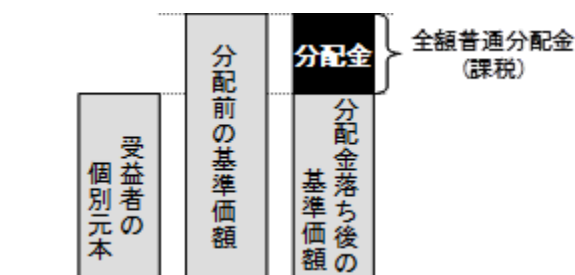 受益者の
個別元本
分配前の基準価額
分配金
分配金落ち後の
基準価額
全額普通分配金
(課税)